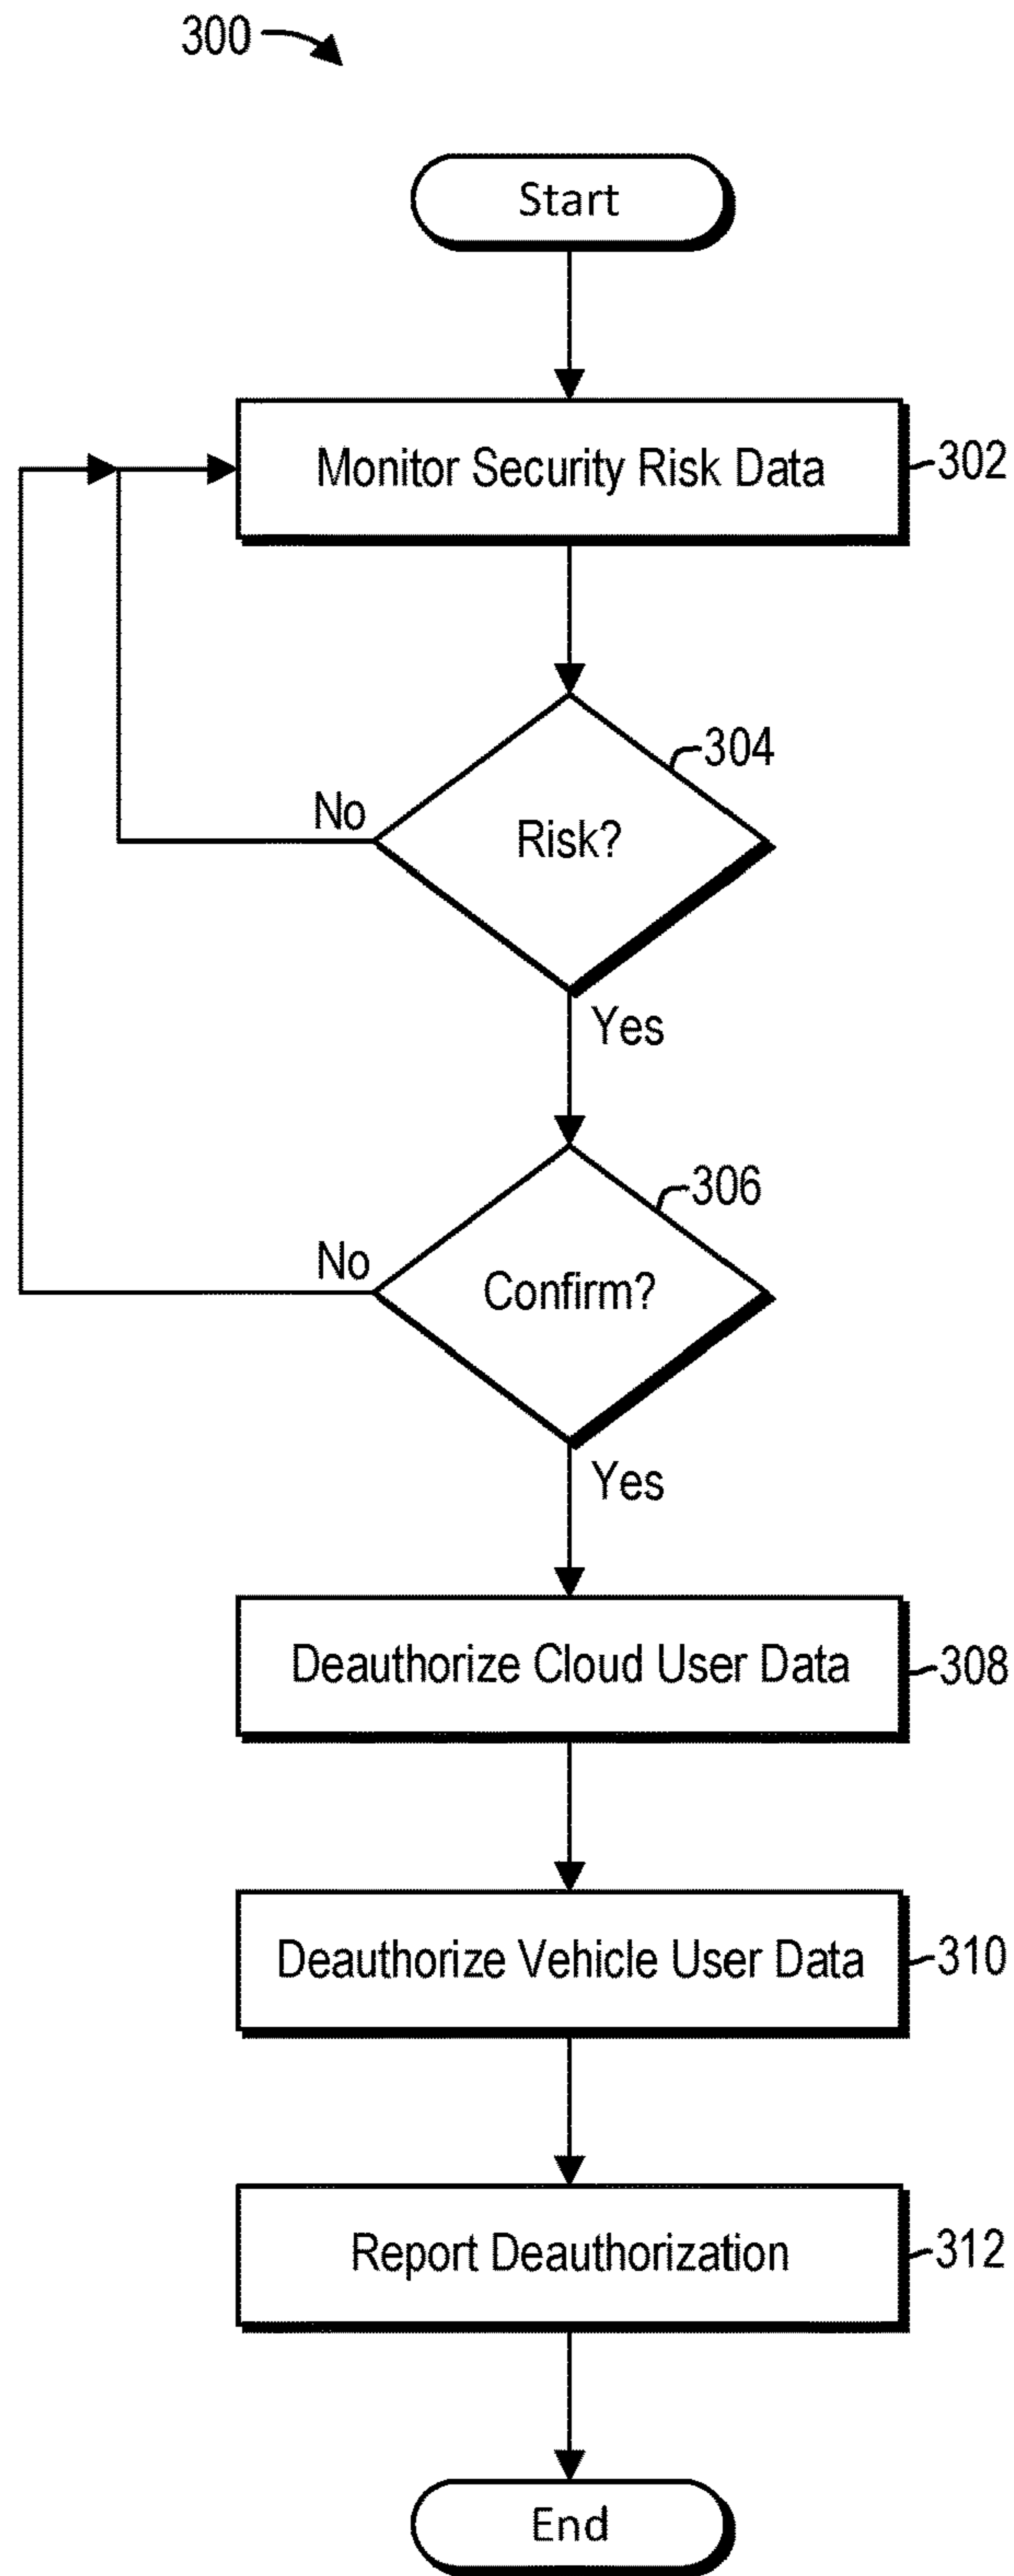 300
Start
Monitor Security Risk Data
302
304
No
Risk?
Yes
306
No
Confirm?
Yes
Deauthorize Cloud User Data
308
Deauthorize Vehicle User Data
310
Report Deauthorization
312
End